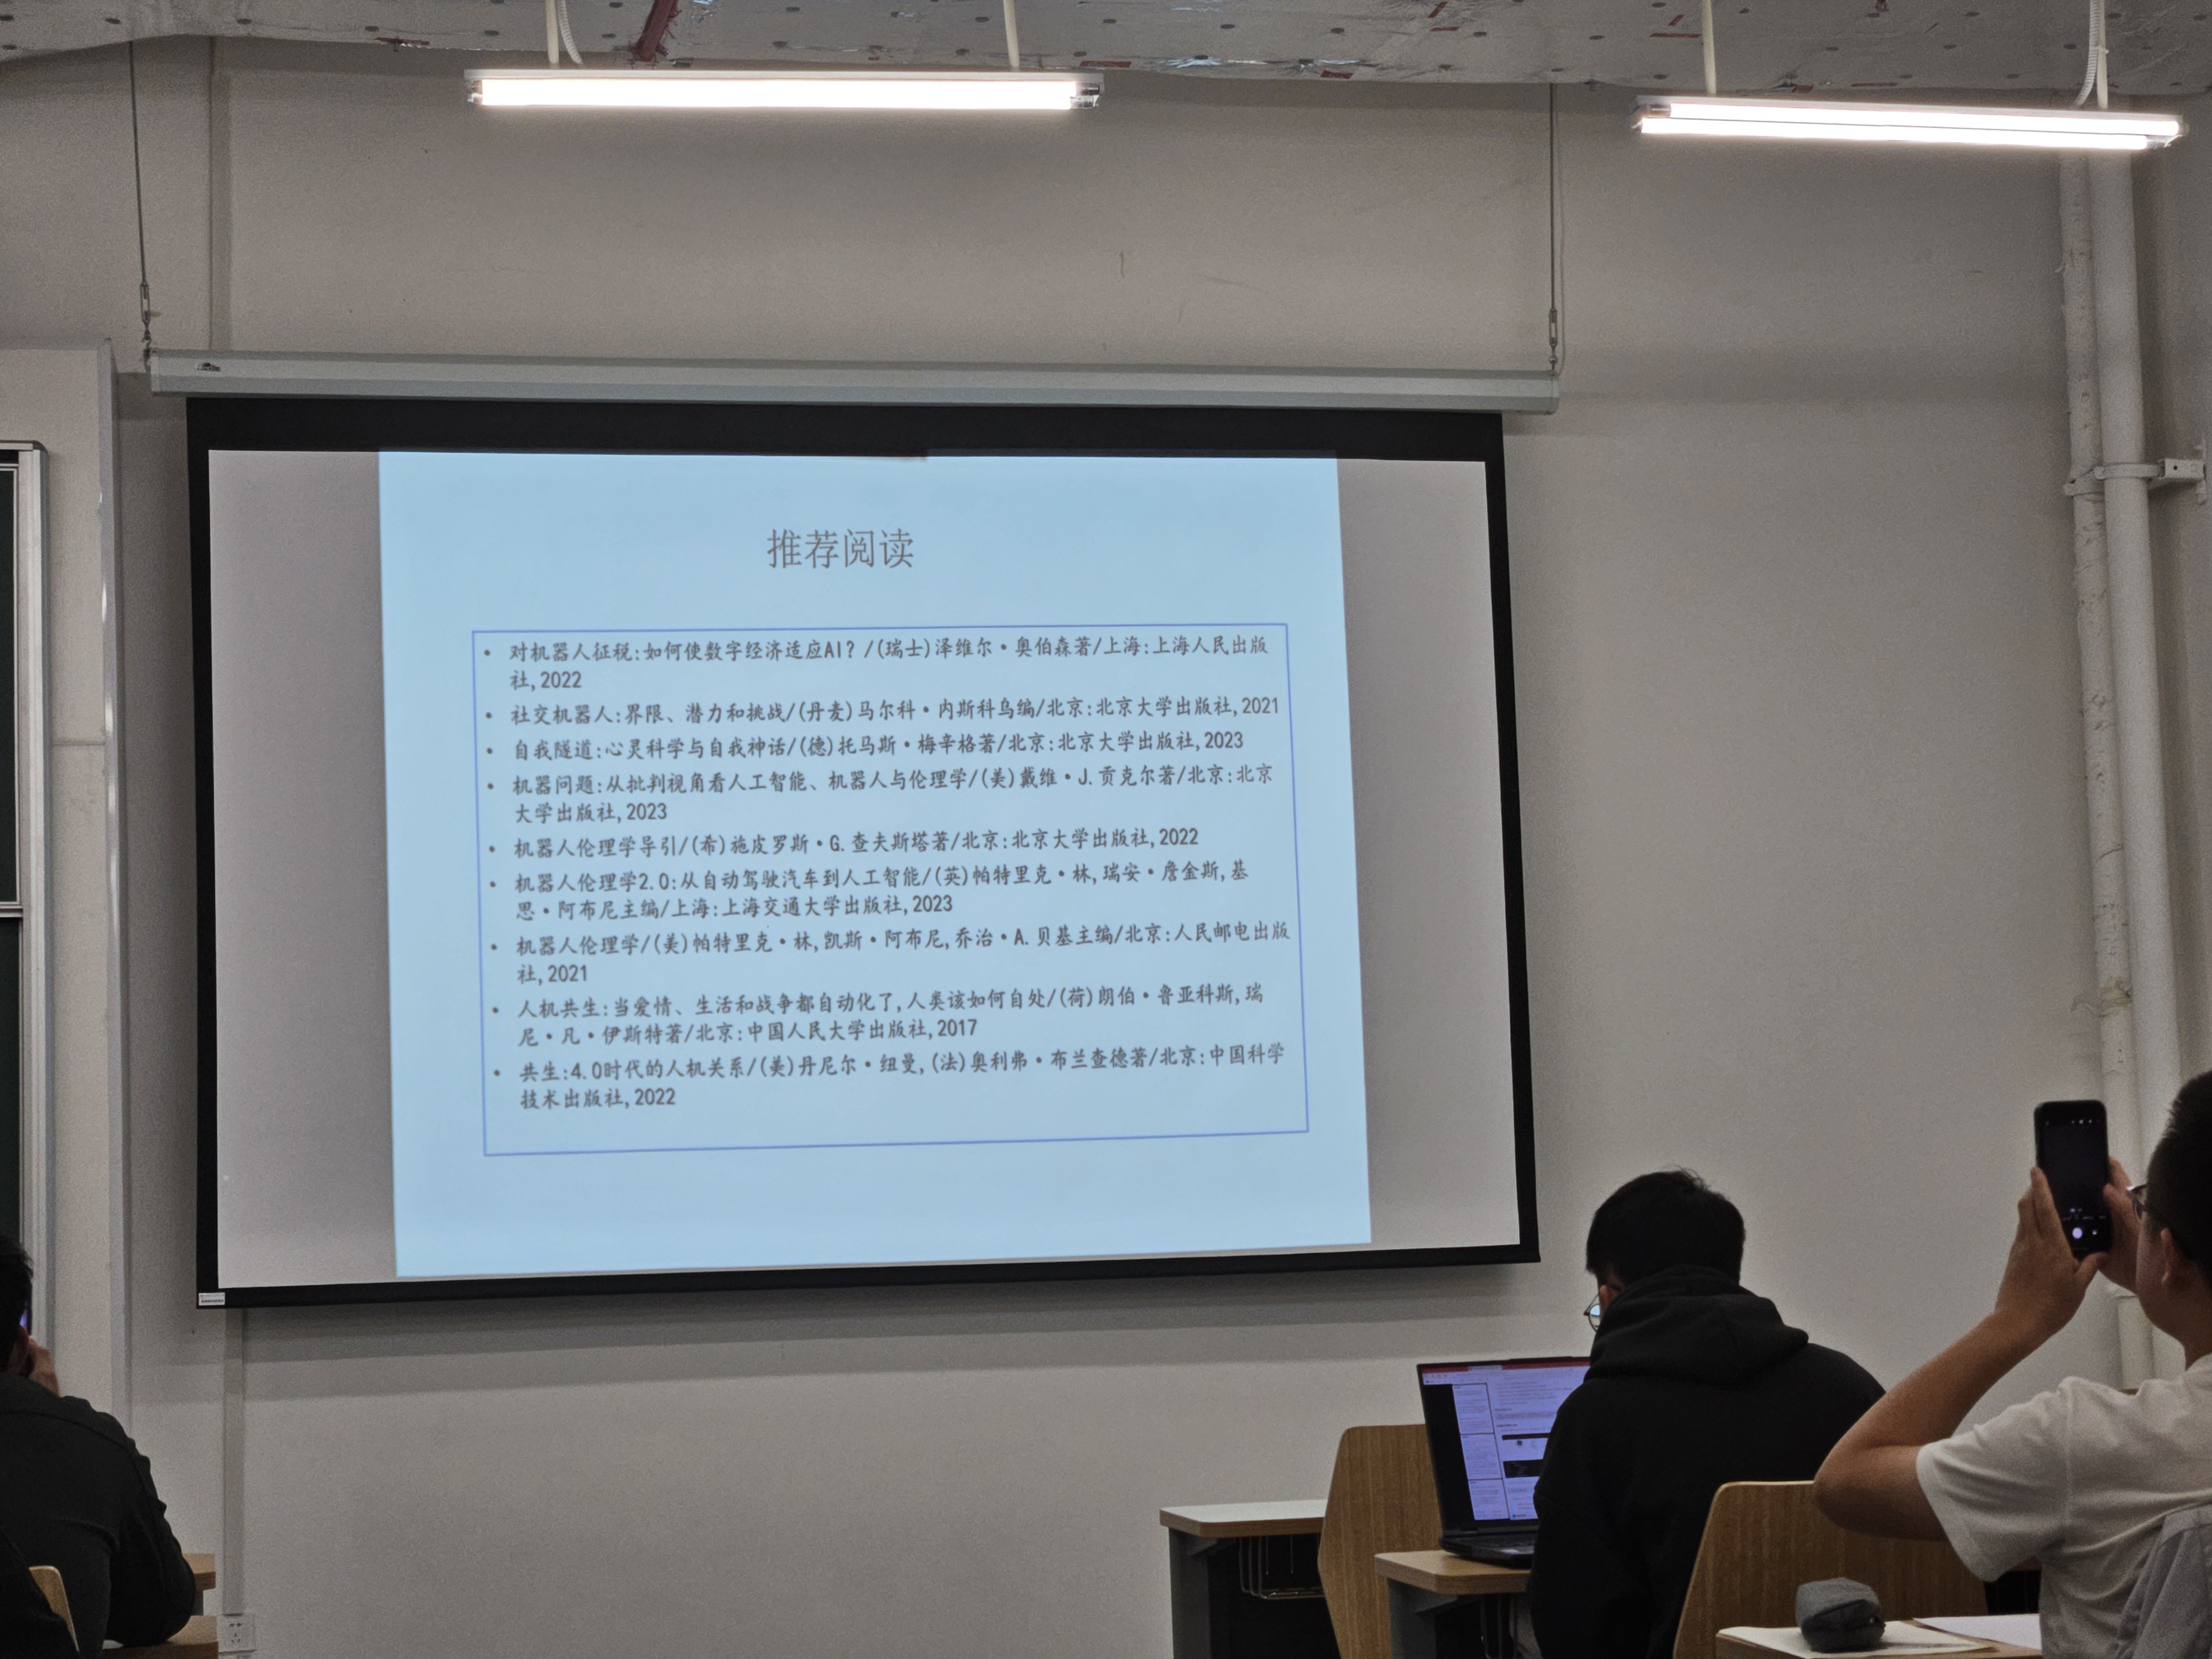 推荐阅读
• 对机器人征税:如何使数字经济适应AI? /(瑞士)泽维尔·奥伯森著/上海:上海人民出版
社,2022
• 社交机器人:界限、潜力和挑战/(丹麦)马尔科·内斯科乌编/北京:北京大学出版社,2021
• 自我隧道:心灵科学与自我神话/(德)托马斯·梅辛格著/北京:北京大学出版社,2023
• 机器问题:从批判视角看人工智能、机器人与伦理学/(美)戴维·J.贡克尔著/北京:北京
大学出版社,2023
• 机器人伦理学导引/(希)施皮罗斯·G.查夫斯塔著/北京:北京大学出版社,2022
• 机器人伦理学2.0:从自动驾驶汽车到人工智能/(英)帕特里克·林,瑞安·詹金斯,基
思·阿布尼主编/上海:上海交通大学出版社,2023
• 机器人伦理学/(美)帕特里克·林,凯斯·阿布尼,乔治·A.贝基主编/北京:人民邮电出版
社,2021
• 人机共生:当爱情、生活和战争都自动化了,人类该如何自处/(荷)朗伯·鲁亚科斯,瑞
尼·凡·伊斯特著/北京:中国人民大学出版社,2017
• 共生:4.0时代的人机关系/(美)丹尼尔·纽曼,(法)奥利弗·布兰查德著/北京:中国科学
技术出版社,2022